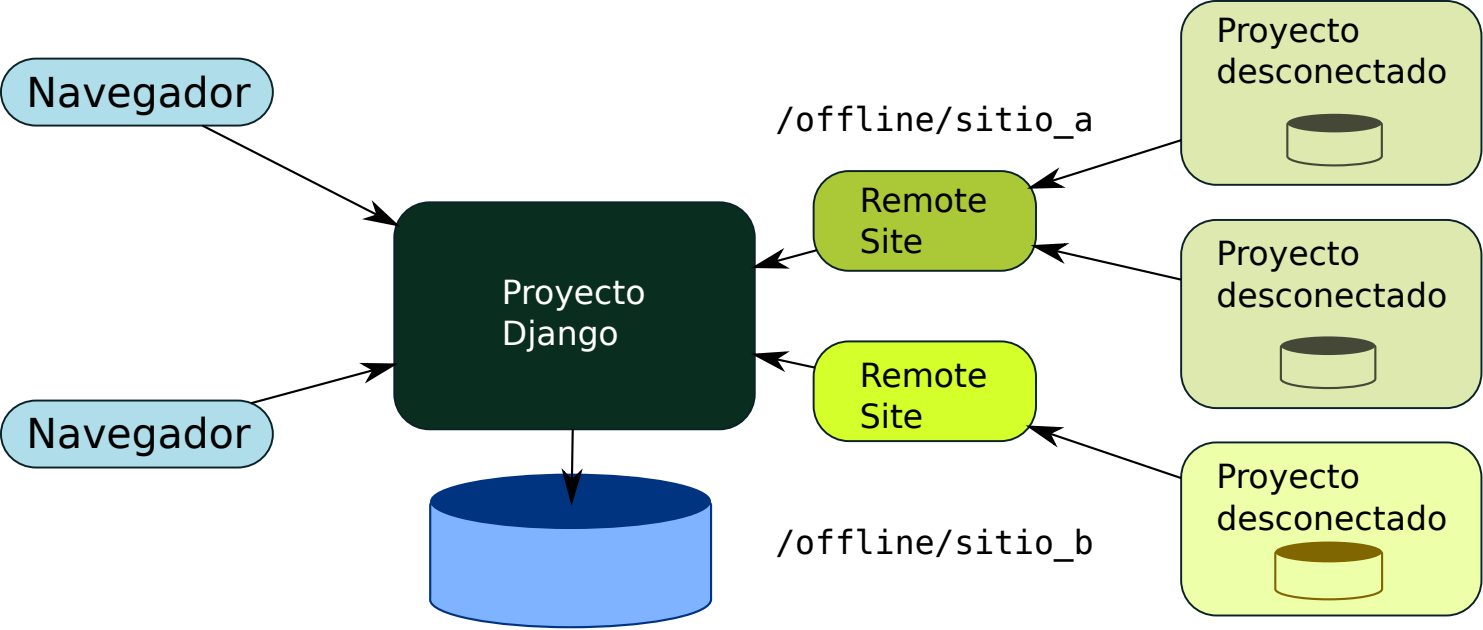 Navegador
Navegador
Proyecto
Django
/offline/sitio_a
Remote
Site
Remote
Site
/offline/sitio_b
Proyecto
desconectado
Proyecto
desconectado
Proyecto
desconectado